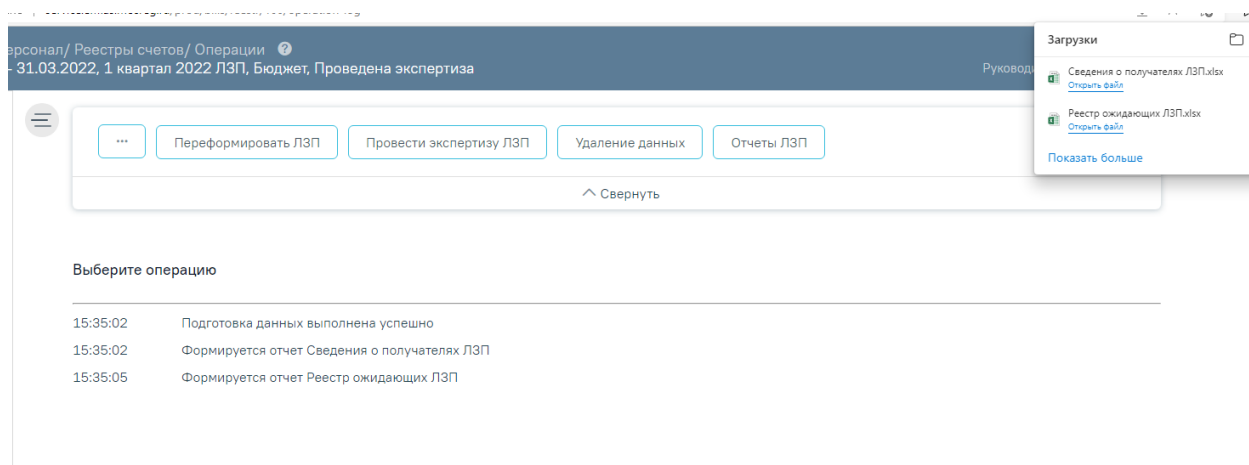 Реестры счетов/ Операции
- 31.03.2022, 1 квартал 2022 ЛЗП, Бюджет, Проведена экспертиза
Загрузки
Сведения о получателях ЛЗП.xlsx
Открыть файл
Реестр ожидающих ЛЗП.xlsx
Открыть файл
Показать больше
...
Переформировать ЛЗП
Провести экспертизу ЛЗП
Удаление данных
Отчеты ЛЗП
Свернуть
Выберите операцию
15:35:02 Подготовка данных выполнена успешно
15:35:02 Формируется отчет Сведения о получателях ЛЗП
15:35:05 Формируется отчет Реестр ожидающих ЛЗП